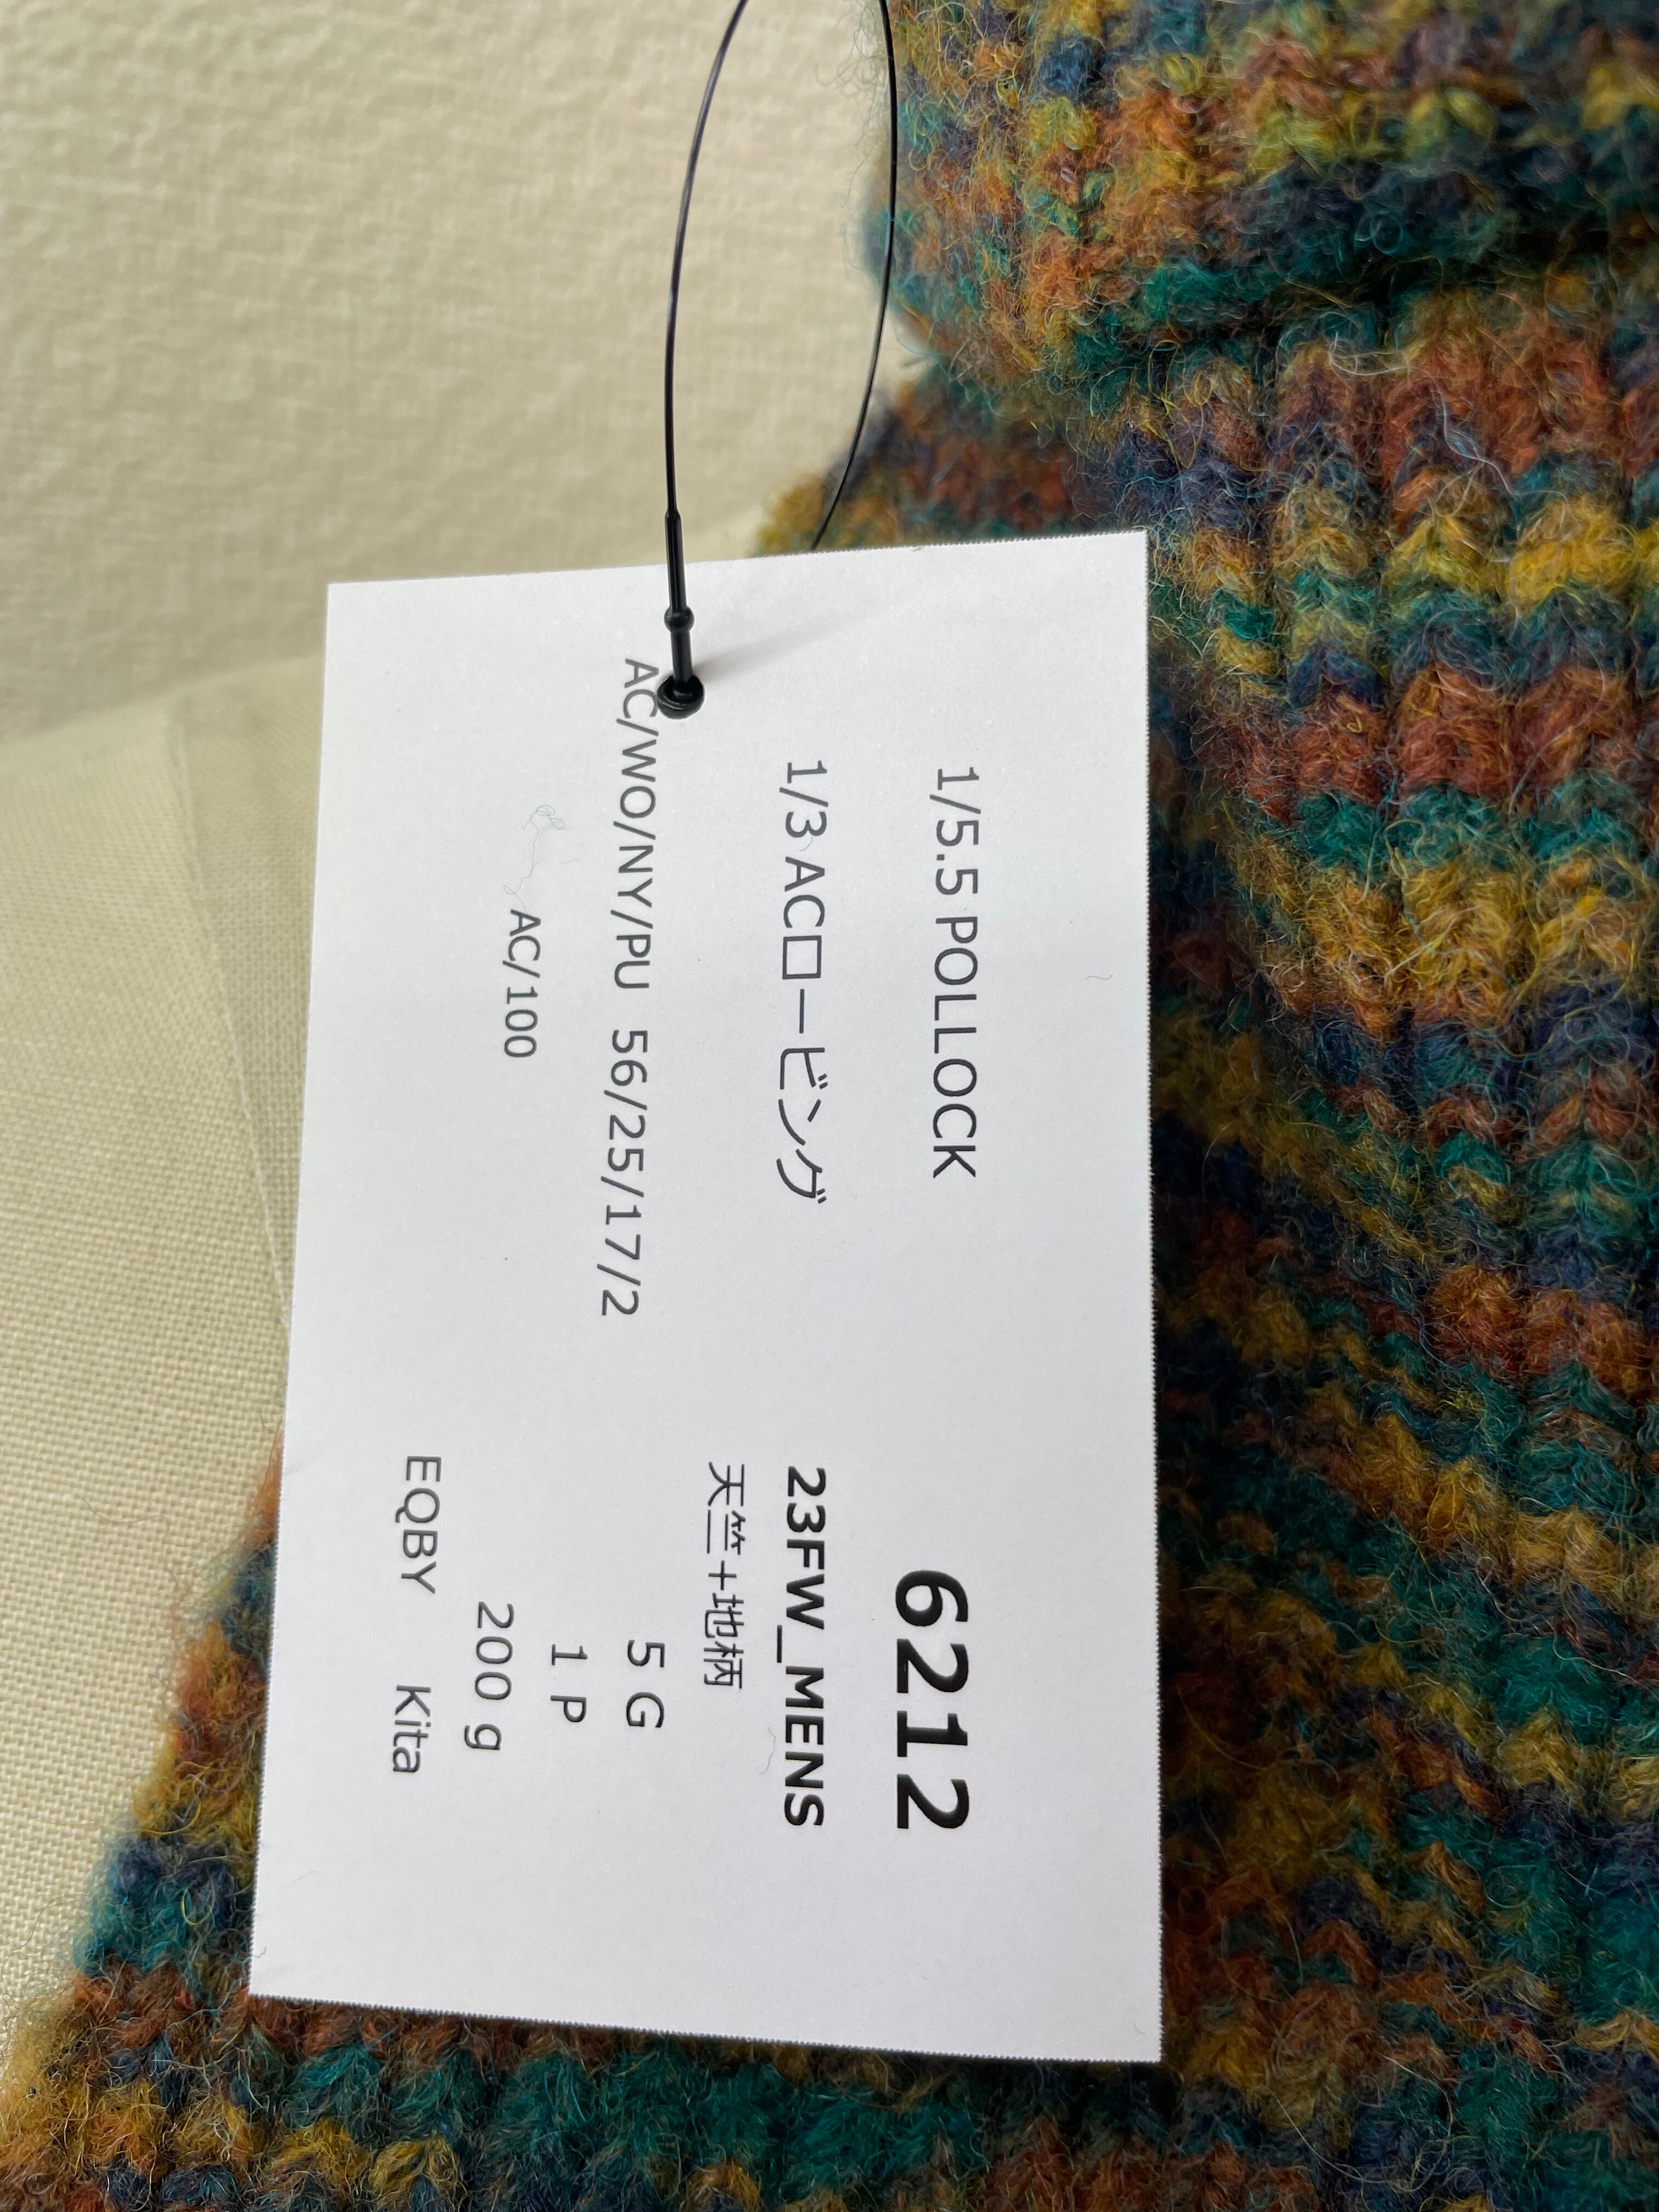 1/5.5 POLLOCK
1/3 ACロービング
AC/WO/NY/PU 56/25/17/2
AC/100
6212
23FW_MENS
天竺+地柄
5 G
1 P
200 g
EQBY Kita